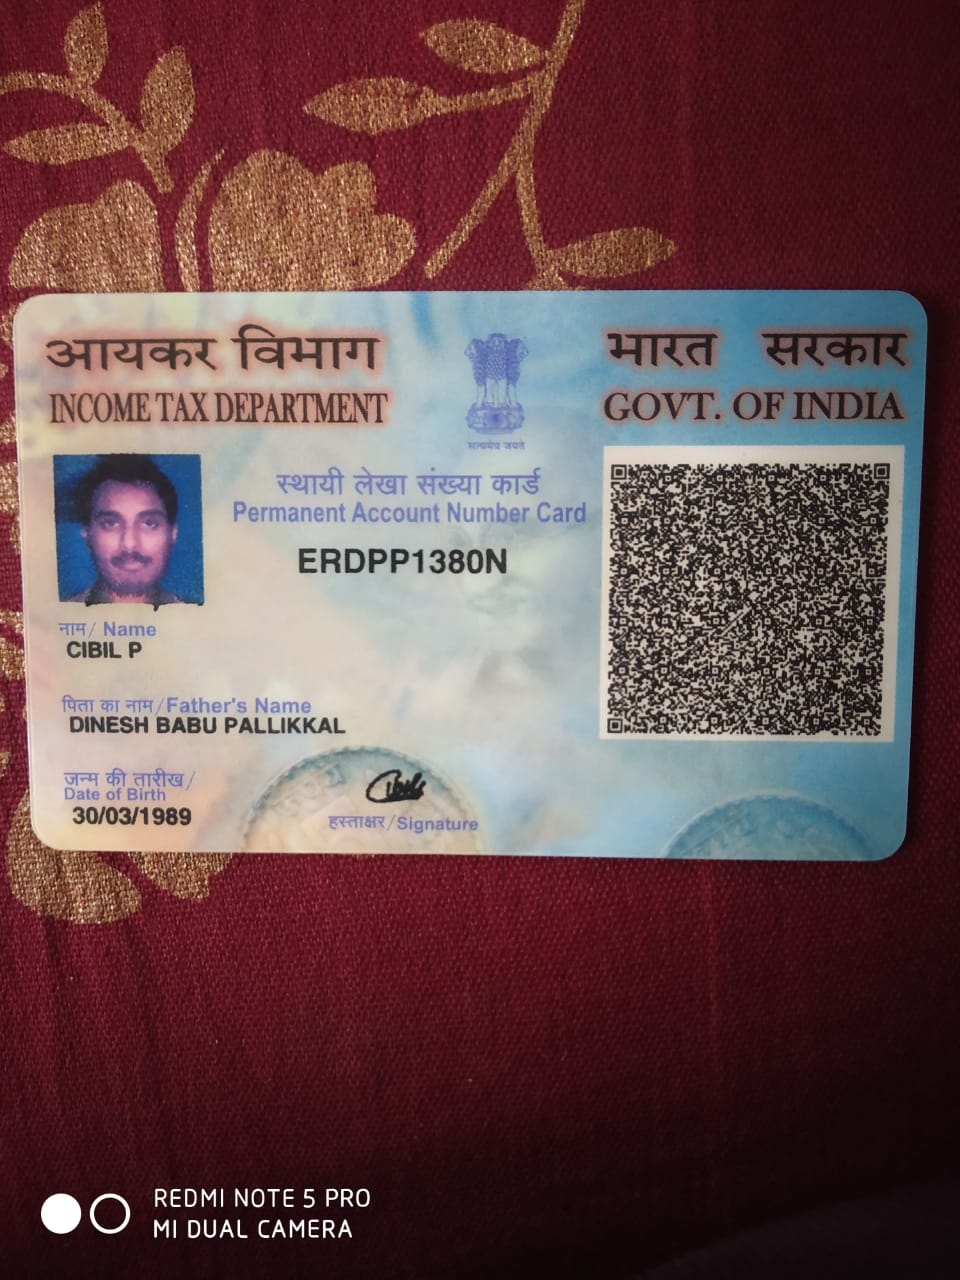 आयकर विभाग
INCOME TAX DEPARTMENT
सत्यमेव जयते
भारत सरकार
GOVT. OF INDIA
स्थायी लेखा संख्या कार्ड
Permanent Account Number Card
ERDPP1380N
नाम / Name
CIBIL P
पिता का नाम / Father's Name
DINESH BABU PALLIKKAL
जन्म की तारीख /
Date of Birth
30/03/1989
Cibil
हस्ताक्षर / Signature
REDMI NOTE 5 PRO
MI DUAL CAMERA